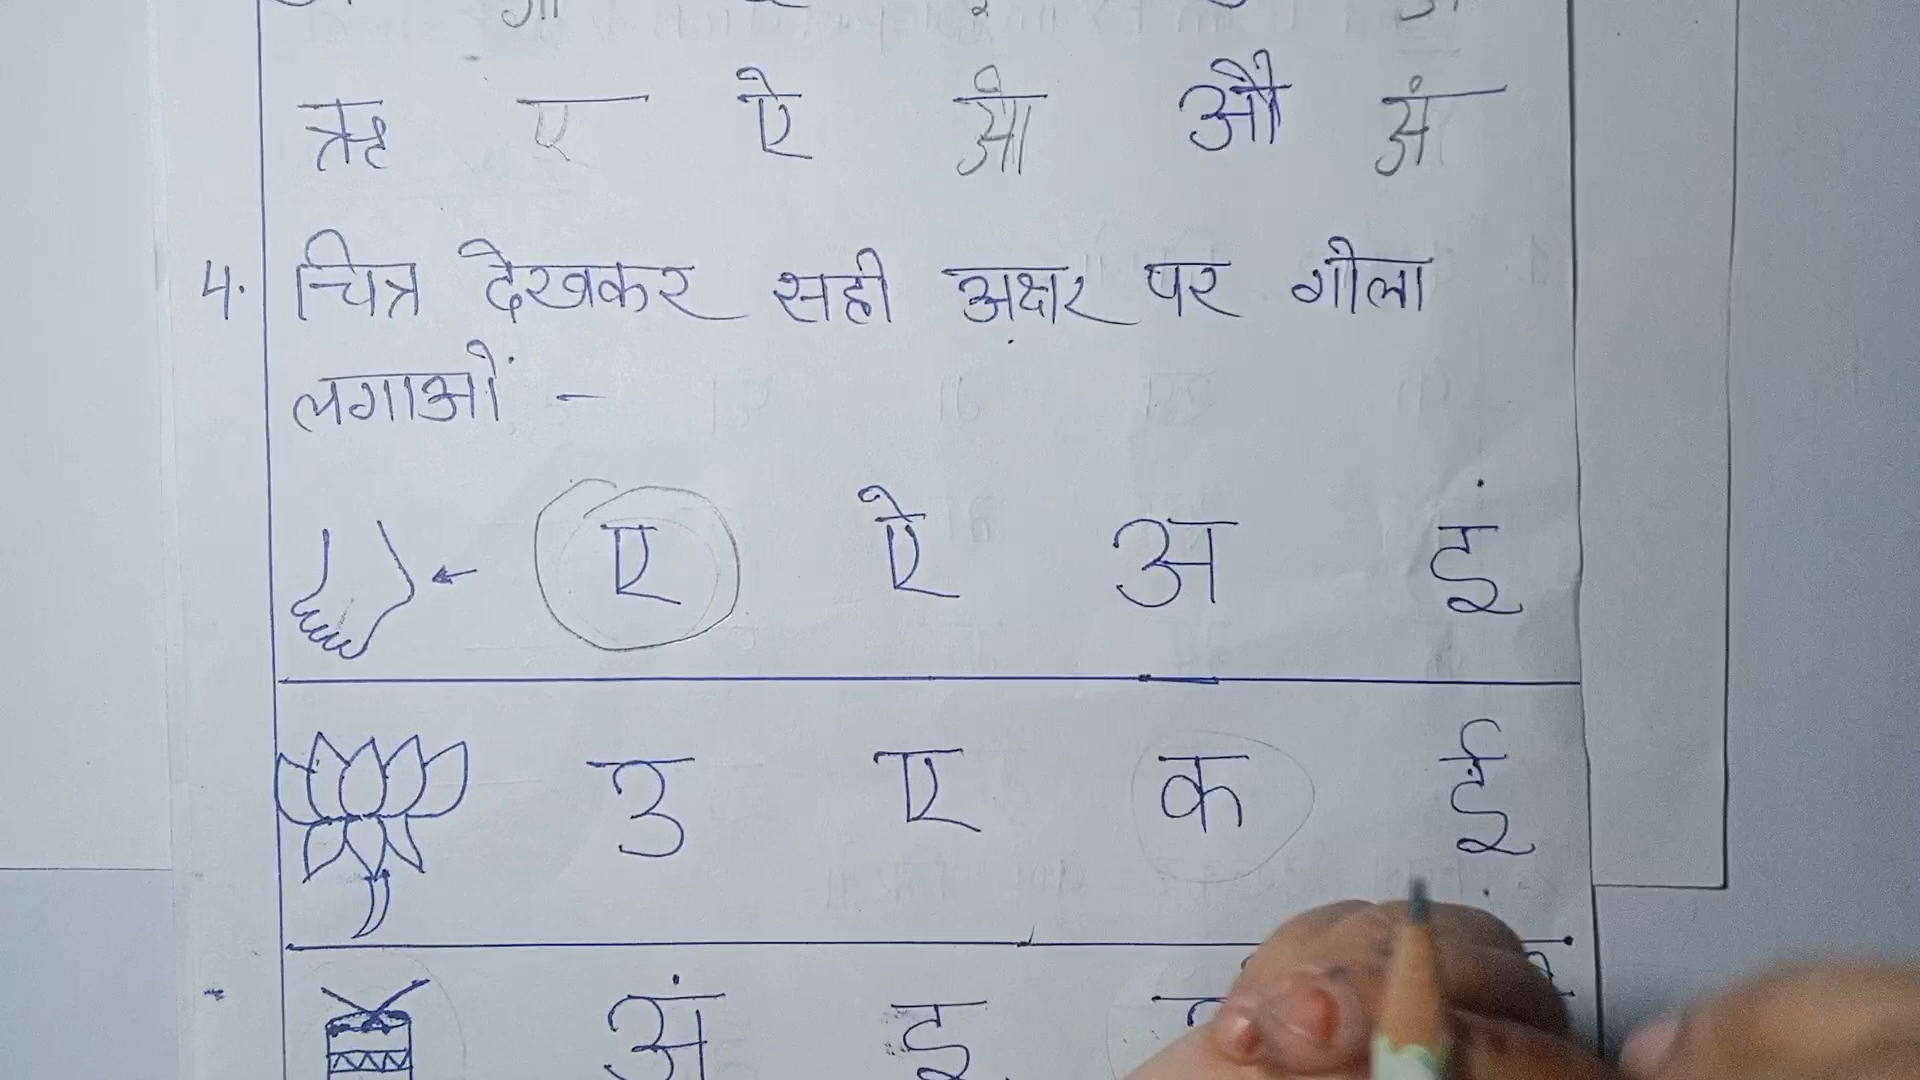 ऋ ए ऐ ओ औ अं
4. चित्र देखकर सही अक्षर पर गोला
लगाओं -
ए ऐ अ इं
उ ए क ई
अं इ